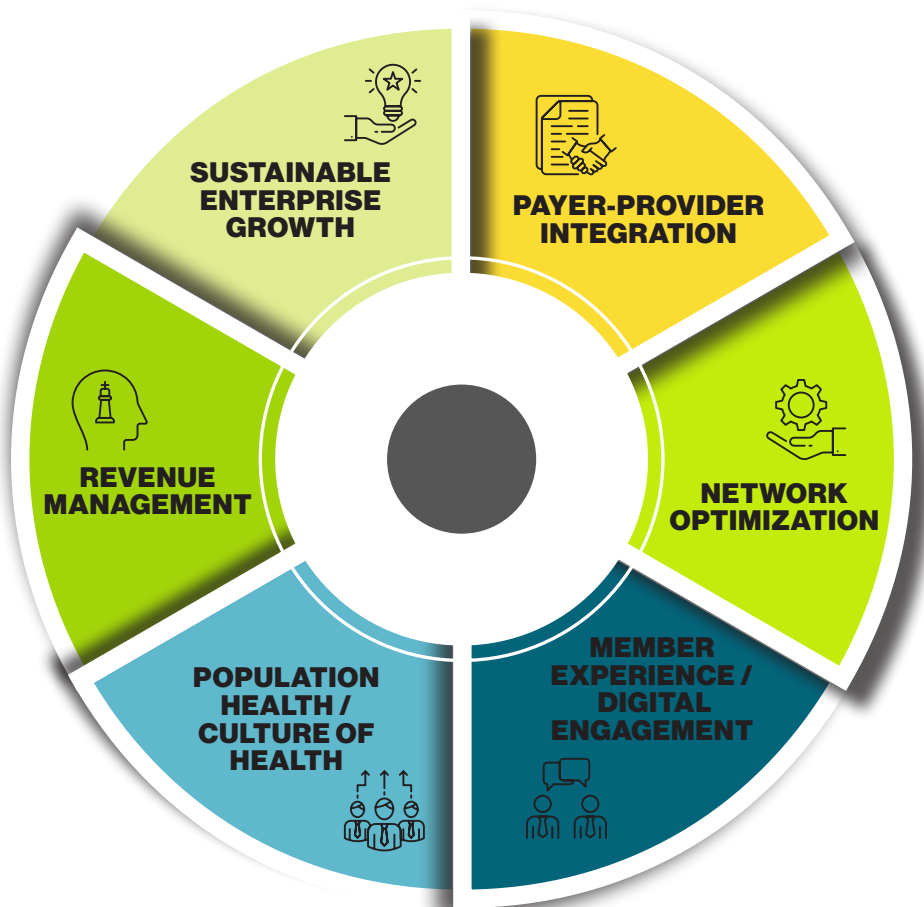 SUSTAINABLE
ENTERPRISE
GROWTH
PAYER-PROVIDER
INTEGRATION
NETWORK
OPTIMIZATION
MEMBER
EXPERIENCE /
DIGITAL
ENGAGEMENT
POPULATION
HEALTH /
CULTURE OF
HEALTH
REVENUE
MANAGEMENT